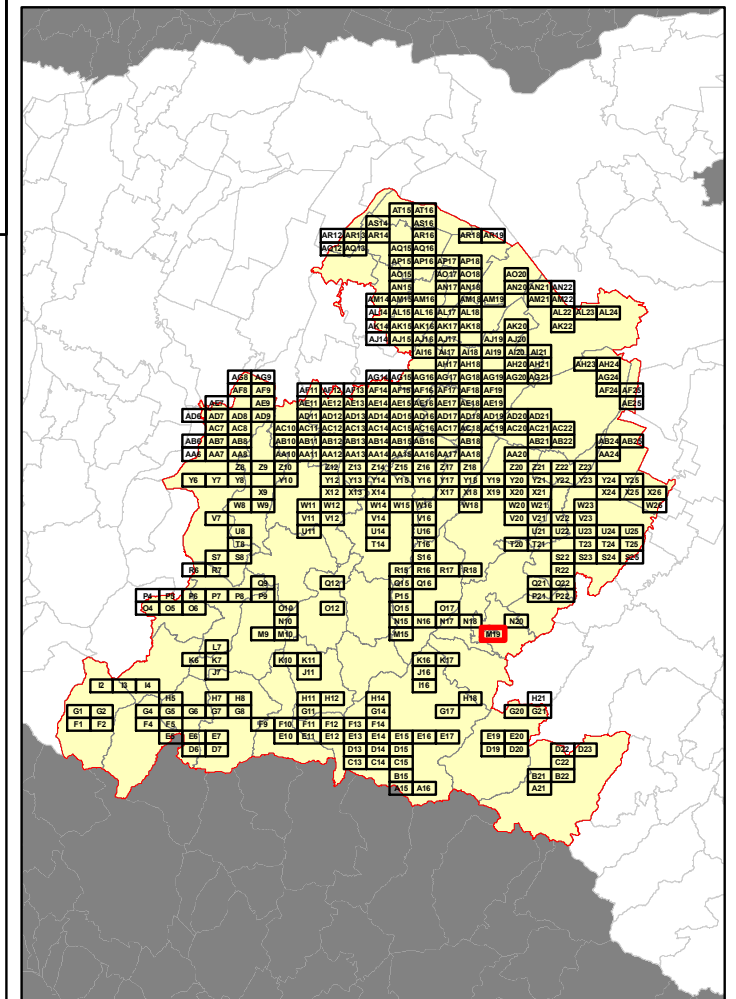 AT15 AT16
AS14 AS16
AR12 AR13 AR14 AR16 AR18 AR19
AQ12 AQ13 AQ15 AQ16
AP15 AP16 AP17 AP18
AO15 AO17 AO18 AO20
AN15 AN17 AN18 AN20 AN21 AN22
AM14 AM15 AM16 AM18 AM19 AM21 AM22
AL14 AL15 AL16 AL17 AL18 AL22 AL23 AL24
AK14 AK15 AK16 AK17 AK18 AK20 AK22
AJ14 AJ15 AJ16 AJ17 AJ19 AJ20
AI16 AI17 AI18 AI19 AI20 AI21
AH17 AH18 AH20 AH21 AH23 AH24
AG8 AG9 AG14 AG15 AG16 AG17 AG18 AG19 AG20 AG21 AG24
AF8 AF9 AF11 AF12 AF13 AF14 AF15 AF16 AF17 AF18 AF19 AF24 AF25
AE7 AE9 AE11 AE12 AE13 AE14 AE15 AE16 AE17 AE18 AE19 AE25
AD6 AD7 AD8 AD9 AD11 AD12 AD13 AD14 AD15 AD16 AD17 AD18 AD19 AD20 AD21
AC7 AC8 AC10 AC11 AC12 AC13 AC14 AC15 AC16 AC17 AC18 AC19 AC20 AC21 AC22
AB6 AB7 AB8 AB10 AB11 AB12 AB13 AB14 AB15 AB16 AB18 AB21 AB22 AB24 AB25
AA6 AA7 AA8 AA10 AA11 AA12 AA13 AA14 AA15 AA16 AA17 AA18 AA20 AA24
Z8 Z9 Z10 Z12 Z13 Z14 Z15 Z16 Z17 Z18 Z20 Z21 Z22 Z23
Y6 Y7 Y8 Y10 Y12 Y13 Y14 Y15 Y16 Y17 Y18 Y19 Y20 Y21 Y22 Y23 Y24 Y25
X9 X12 X13 X14 X17 X18 X19 X20 X21 X24 X25 X26
W8 W9 W11 W12 W14 W15 W16 W18 W20 W21 W23 W26
V7 V11 V12 V14 V16 V20 V21 V22 V23
U8 U11 U14 U16 U21 U22 U23 U24 U25
T8 T14 T16 T20 T21 T23 T24 T25
S7 S8 S16 S22 S23 S24 S25
R6 R7 R15 R16 R17 R18 R22
Q9 Q12 Q15 Q16 Q21 Q22
P4 P5 P6 P7 P8 P9 P15 P21 P22
O4 O5 O6 O10 O12 O15 O17
N10 N15 N16 N17 N18 N20
M9 M10 M15 M19
L7
K6 K7 K10 K11 K16 K17
J7 J11 J16
I2 I3 I4 I16
H5 H7 H8 H11 H12 H14 H18 H21
G1 G2 G4 G5 G6 G7 G8 G11 G14 G17 G20 G21
F1 F2 F4 F5 F9 F10 F11 F12 F13 F14
E5 E6 E7 E10 E11 E12 E13 E14 E15 E16 E17 E19 E20
D6 D7 D13 D14 D15 D19 D20 D22 D23
C13 C14 C15 C22
B15 B21 B22
A15 A16 A21